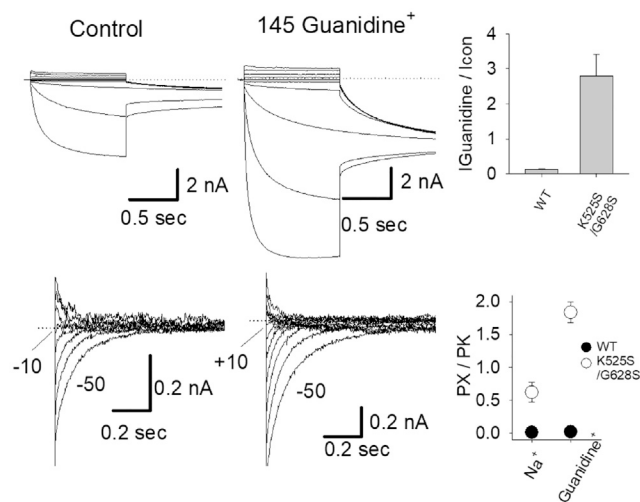 Control
145 Guanidine+
2 nA
0.5 sec
2 nA
0.5 sec
IGuanidine / Icon
4
3
2
1
0
WT
K525S
/G628S
-10
-50
0.2 nA
0.2 sec
+10
-50
0.2 nA
0.2 sec
PX / PK
2.0
1.5
1.0
0.5
0.0
WT
K525S
/G628S
Na+
Guanidine+